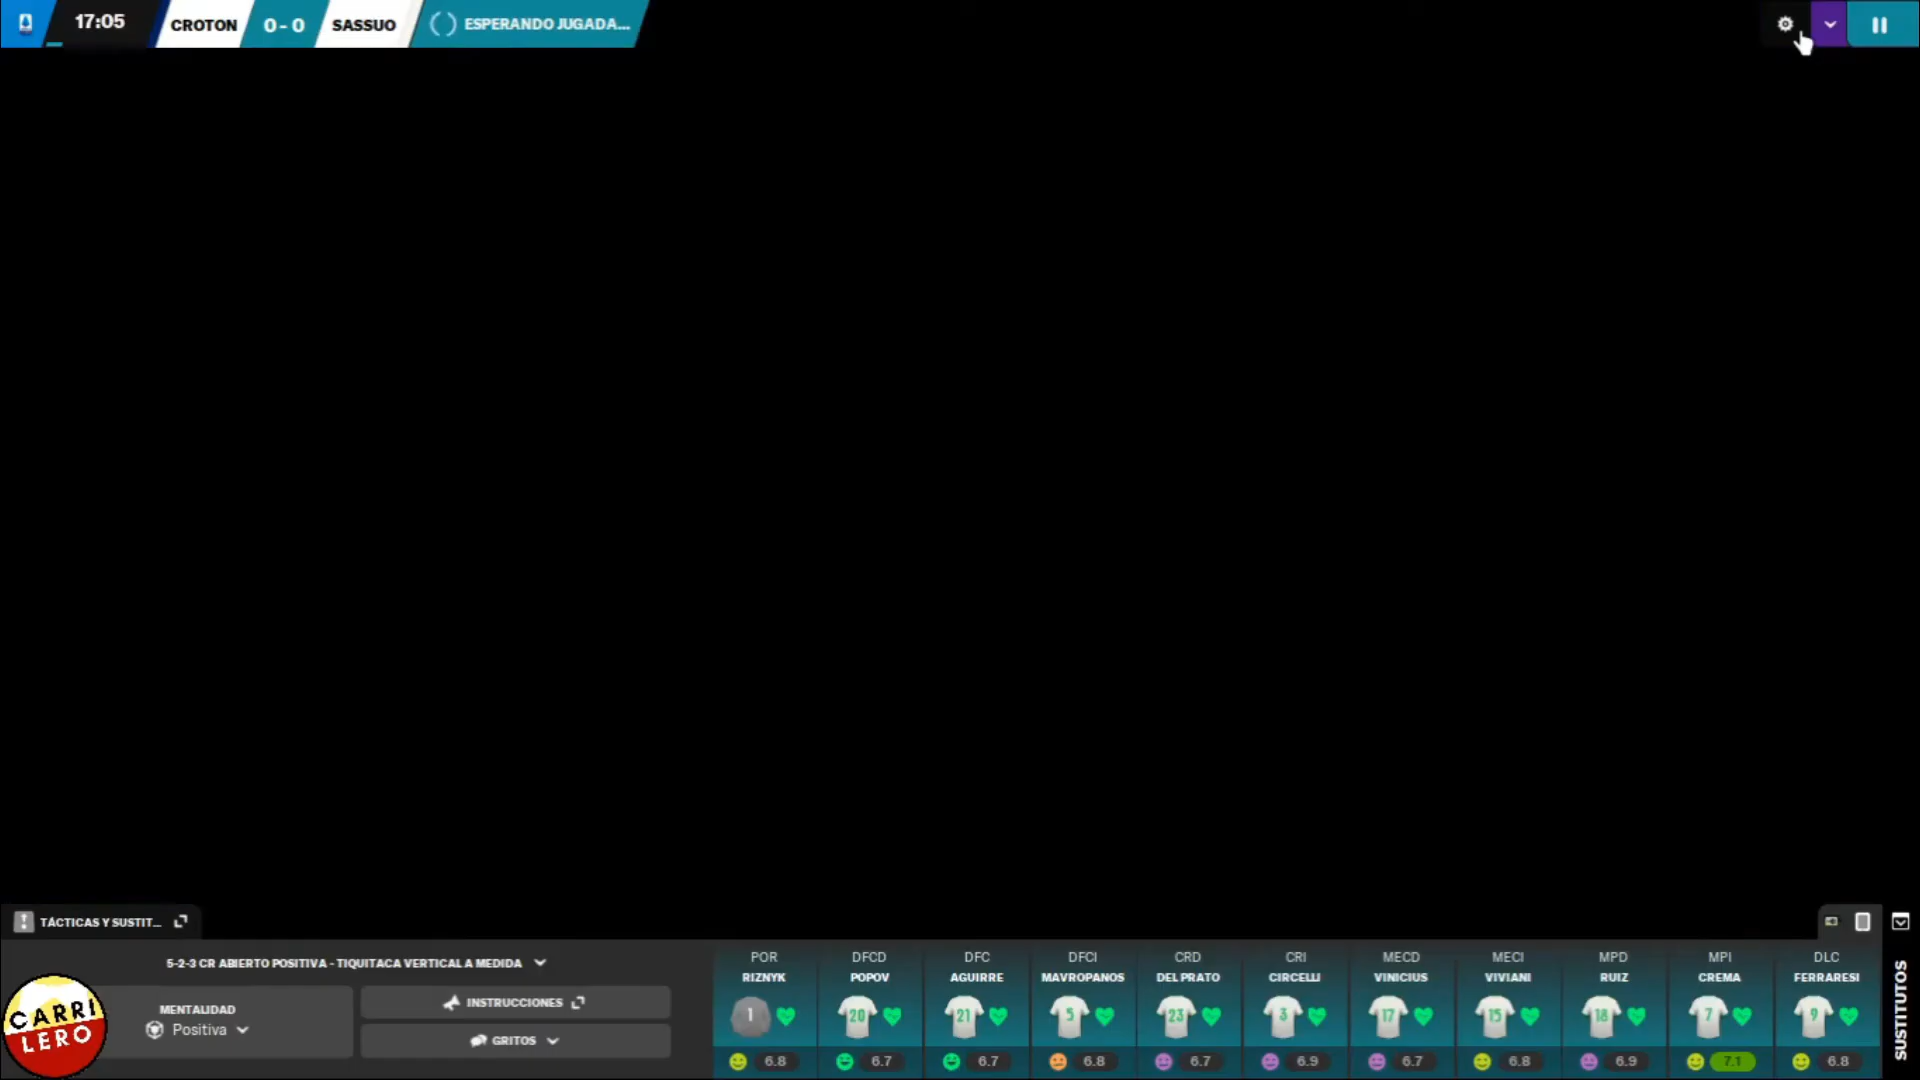 17:05 CROTON 0 - 0 SASSUO ESPERANDO JUGADA...
TÁCTICAS Y SUSTIT...
5-2-3 CR ABIERTO POSITIVA - TIQUITACA VERTICAL A MEDIDA
MENTALIDAD
Positiva
INSTRUCCIONES
GRITOS
CARRI
LERO
POR DFCD DFC DFCI CRD CRI MECD MECI MPD MPI DLC
RIZNYK POPOV AGUIRRE MAVROPANOS DEL PRATO CIRCELLI VINICIUS VIVIANI RUIZ CREMA FERRARESI
1 20 21 5 23 3 17 15 18 7 9
6.8 6.7 6.7 6.8 6.7 6.9 6.7 6.8 6.9 7.1 6.8
SUSTITUTOS